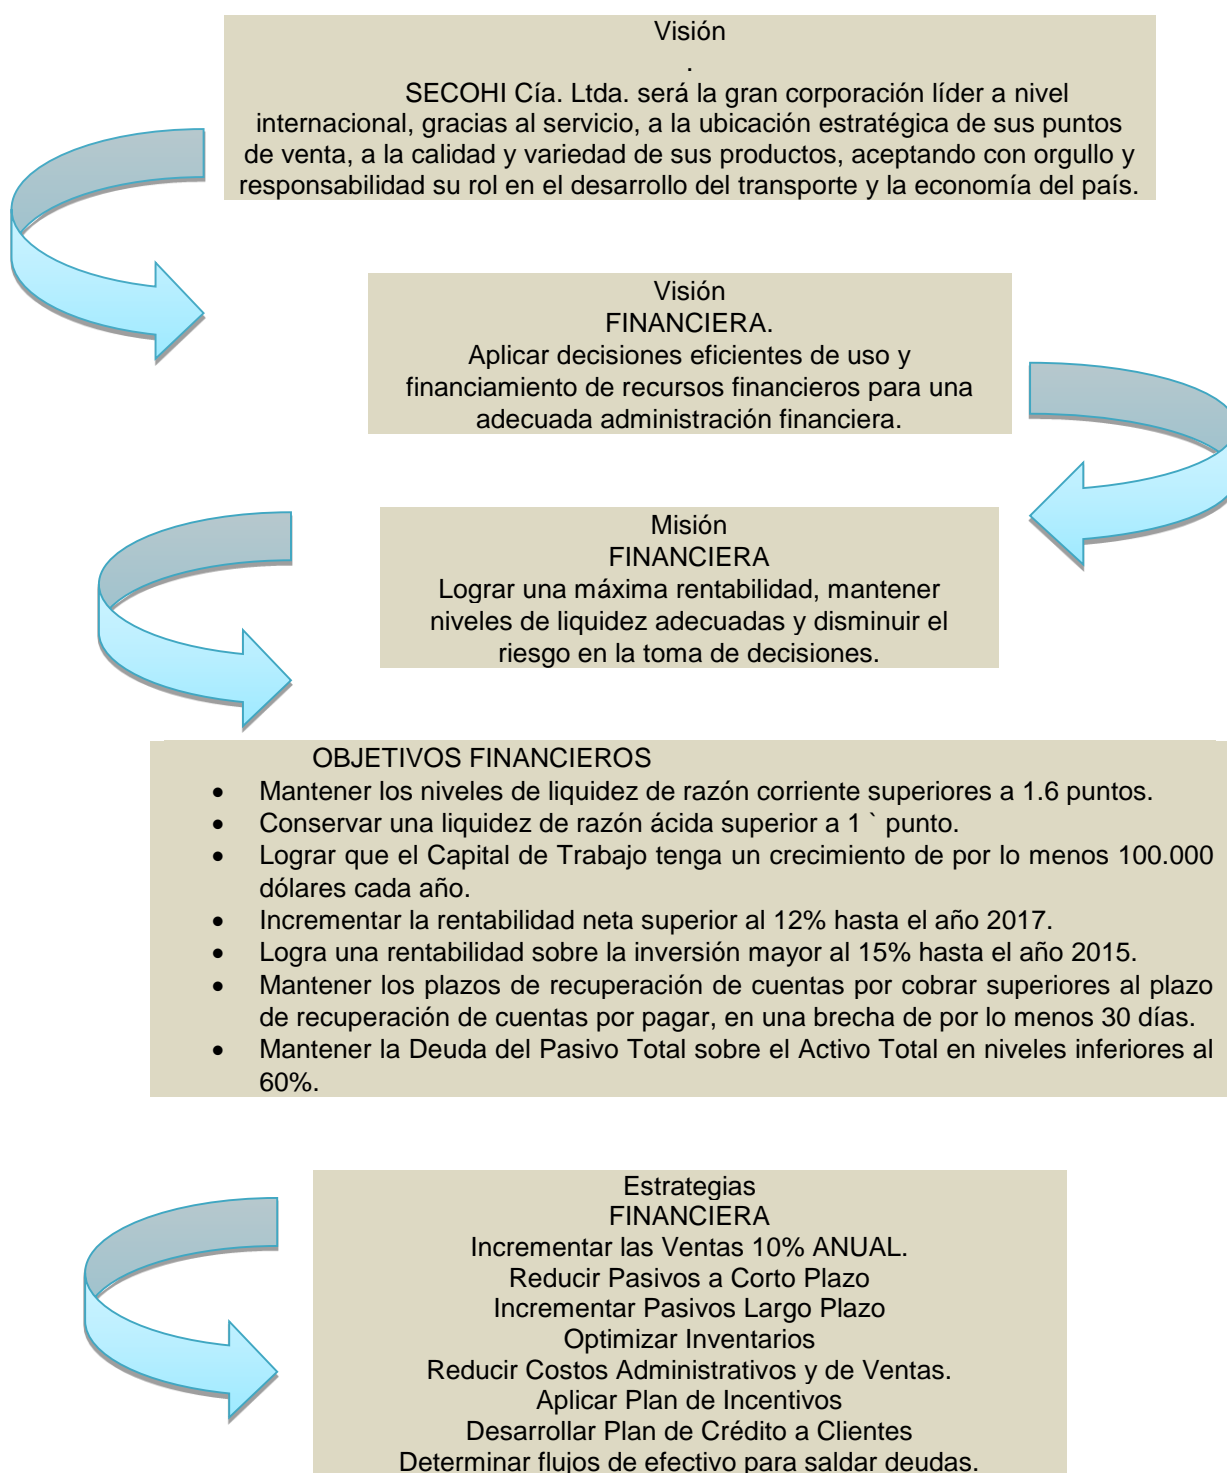 Visión
.
SECOHI Cía. Ltda. será la gran corporación líder a nivel
internacional, gracias al servicio, a la ubicación estratégica de sus puntos
de venta, a la calidad y variedad de sus productos, aceptando con orgullo y
responsabilidad su rol en el desarrollo del transporte y la economía del país.
Visión
FINANCIERA.
Aplicar decisiones eficientes de uso y
financiamiento de recursos financieros para una
adecuada administración financiera.
Misión
FINANCIERA
Lograr una máxima rentabilidad, mantener
niveles de liquidez adecuadas y disminuir el
riesgo en la toma de decisiones.
OBJETIVOS FINANCIEROS
• Mantener los niveles de liquidez de razón corriente superiores a 1.6 puntos.
• Conservar una liquidez de razón ácida superior a 1 ` punto.
• Lograr que el Capital de Trabajo tenga un crecimiento de por lo menos 100.000
dólares cada año.
• Incrementar la rentabilidad neta superior al 12% hasta el año 2017.
• Logra una rentabilidad sobre la inversión mayor al 15% hasta el año 2015.
• Mantener los plazos de recuperación de cuentas por cobrar superiores al plazo
de recuperación de cuentas por pagar, en una brecha de por lo menos 30 días.
• Mantener la Deuda del Pasivo Total sobre el Activo Total en niveles inferiores al
60%.
Estrategias
FINANCIERA
Incrementar las Ventas 10% ANUAL.
Reducir Pasivos a Corto Plazo
Incrementar Pasivos Largo Plazo
Optimizar Inventarios
Reducir Costos Administrativos y de Ventas.
Aplicar Plan de Incentivos
Desarrollar Plan de Crédito a Clientes
Determinar flujos de efectivo para saldar deudas.